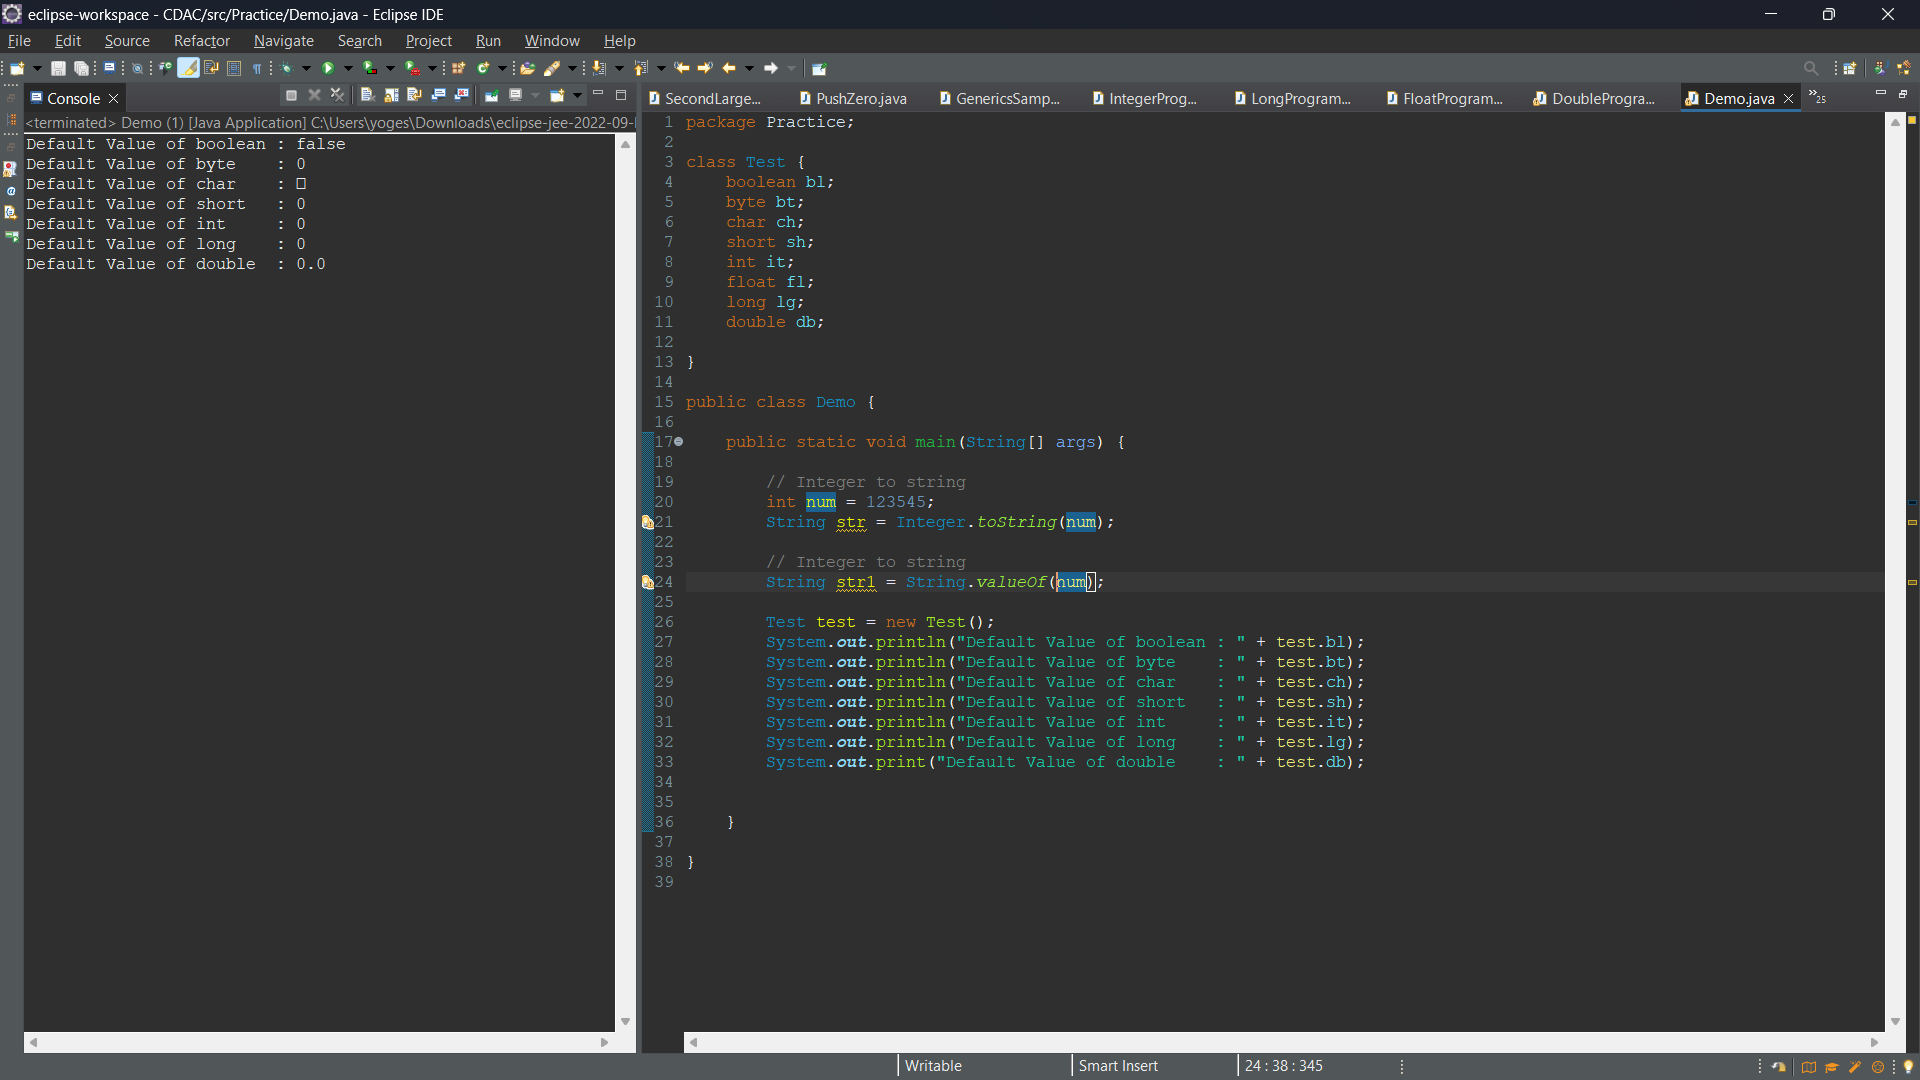 eclipse-workspace - CDAC/src/Practice/Demo.java - Eclipse IDE
File Edit Source Refactor Navigate Search Project Run Window Help
Console
<terminated> Demo (1) [Java Application] C:\Users\yoges\Downloads\eclipse-jee-2022-09-
Default Value of boolean : false
Default Value of byte    : 0
Default Value of char    : □
Default Value of short   : 0
Default Value of int     : 0
Default Value of long    : 0
Default Value of double  : 0.0
SecondLarge... PushZero.java GenericsSamp... IntegerProg... LongProgram... FloatProgram... DoubleProgra... Demo.java »25
1 package Practice;
2
3 class Test {
4     boolean bl;
5     byte bt;
6     char ch;
7     short sh;
8     int it;
9     float fl;
10     long lg;
11     double db;
12
13 }
14
15 public class Demo {
16
17     public static void main(String[] args) {
18
19         // Integer to string
20         int num = 123545;
21         String str = Integer.toString(num);
22
23         // Integer to string
24         String str1 = String.valueOf(num);
25
26         Test test = new Test();
27         System.out.println("Default Value of boolean : " + test.bl);
28         System.out.println("Default Value of byte    : " + test.bt);
29         System.out.println("Default Value of char    : " + test.ch);
30         System.out.println("Default Value of short   : " + test.sh);
31         System.out.println("Default Value of int     : " + test.it);
32         System.out.println("Default Value of long    : " + test.lg);
33         System.out.print("Default Value of double    : " + test.db);
34
35
36     }
37
38 }
39
Writable Smart Insert 24 : 38 : 345